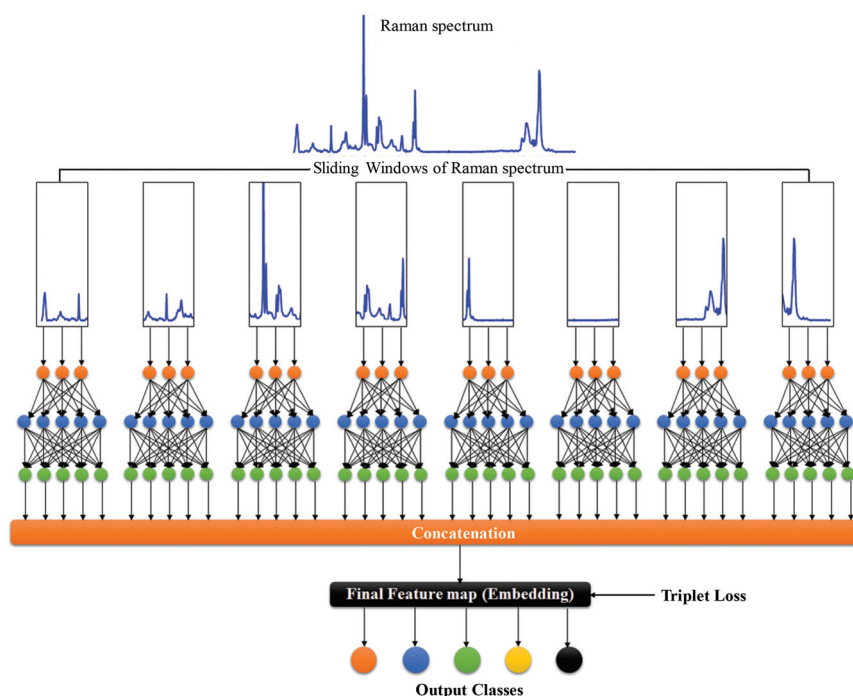 Raman spectrum
Sliding Windows of Raman spectrum
Concatenation
Final Feature map (Embedding)
Triplet Loss
Output Classes